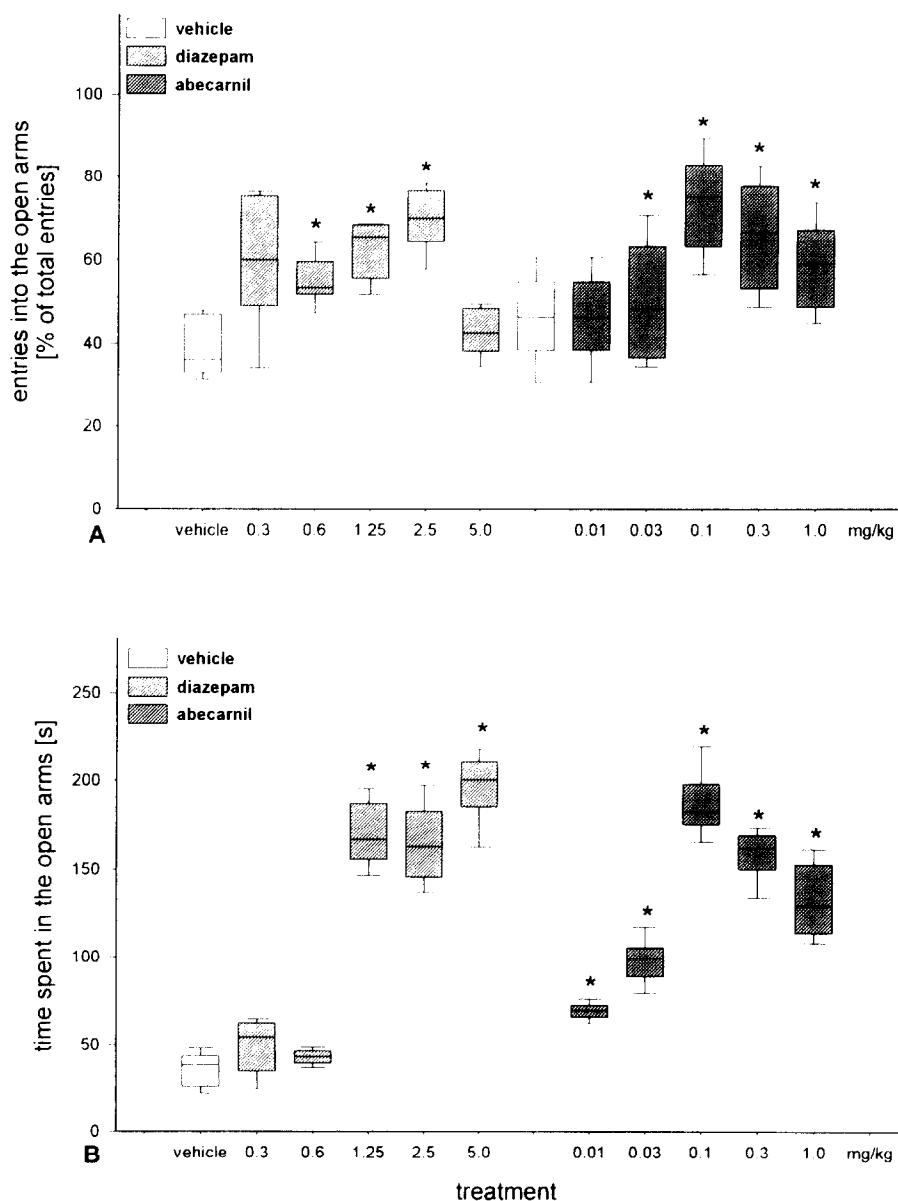 vehicle
diazepam
abecarnil
entries into the open arms
[% of total entries]
100
80
60
40
20
0
* * * * * * *
A
vehicle 0.3 0.6 1.25 2.5 5.0 0.01 0.03 0.1 0.3 1.0 mg/kg
vehicle
diazepam
abecarnil
time spent in the open arms [s]
250
200
150
100
50
0
* * * * * * * *
B
vehicle 0.3 0.6 1.25 2.5 5.0 0.01 0.03 0.1 0.3 1.0 mg/kg
treatment